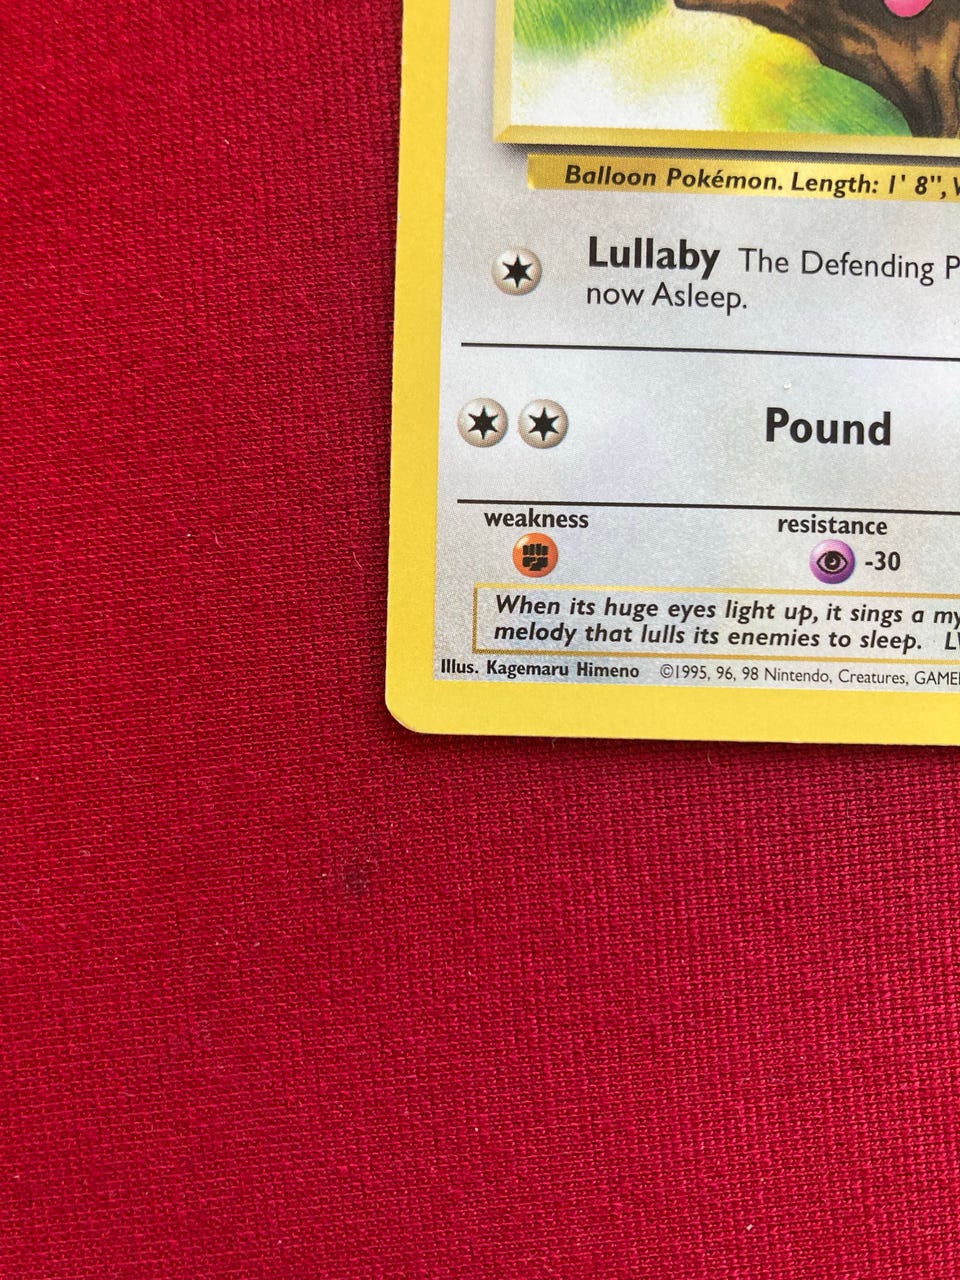 Balloon Pokémon. Length: 1' 8",
Lullaby The Defending
now Asleep.
Pound
weakness resistance
-30
When its huge eyes light up, it sings a
melody that lulls its enemies to sleep.
Illus. Kagemaru Himeno ©1995, 96, 98 Nintendo, Creatures,